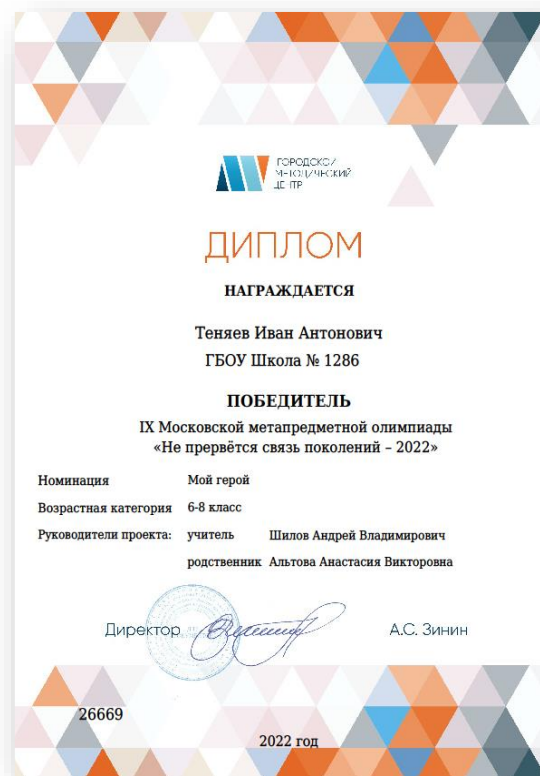 ГОРОДСКОЙ
МЕТОДИЧЕСКИЙ
ЦЕНТР
ДИПЛОМ
НАГРАЖДАЕТСЯ
Теняев Иван Антонович
ГБОУ Школа № 1286
ПОБЕДИТЕЛЬ
IX Московской метапредметной олимпиады
«Не прервётся связь поколений – 2022»
Номинация Мой герой
Возрастная категория 6-8 класс
Руководители проекта: учитель Шилов Андрей Владимирович
родственник Альтова Анастасия Викторовна
Директор А.С. Зинин
26669
2022 год